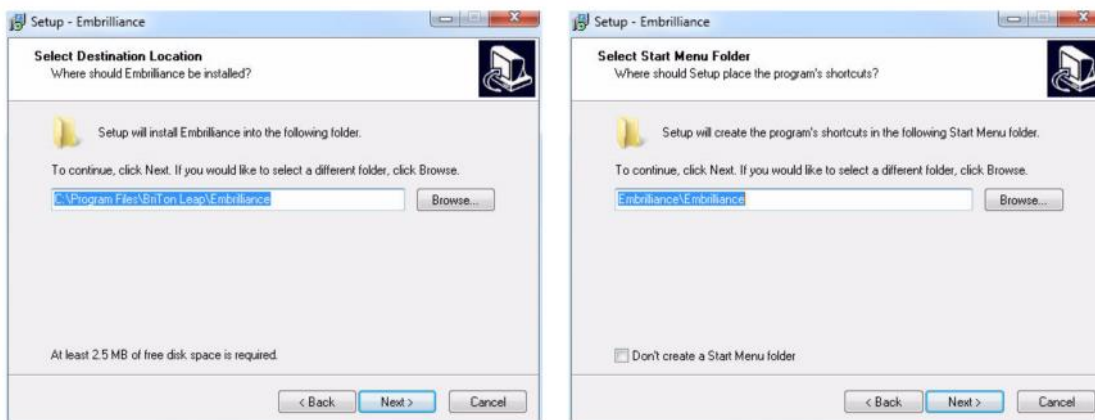 Setup - Embrilliance
Select Destination Location
Where should Embrilliance be installed?
Setup will install Embrilliance into the following folder.
To continue, click Next. If you would like to select a different folder, click Browse.
C:\Program Files\BriTon Leap\Embrilliance
Browse...
At least 2.5 MB of free disk space is required.
< Back
Next >
Cancel
Setup - Embrilliance
Select Start Menu Folder
Where should Setup place the program's shortcuts?
Setup will create the program's shortcuts in the following Start Menu folder.
To continue, click Next. If you would like to select a different folder, click Browse.
Embrilliance\Embrilliance
Browse...
Don't create a Start Menu folder
< Back
Next >
Cancel